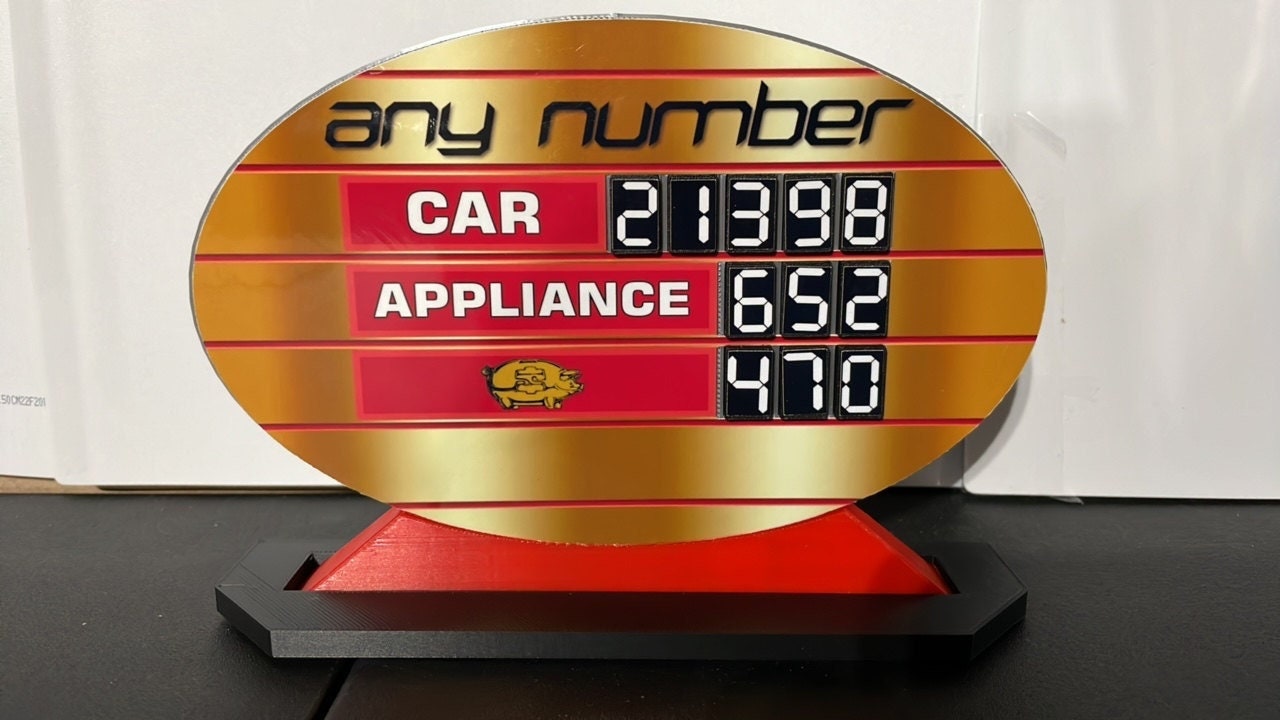 any number
CAR 21398
APPLIANCE 652
470